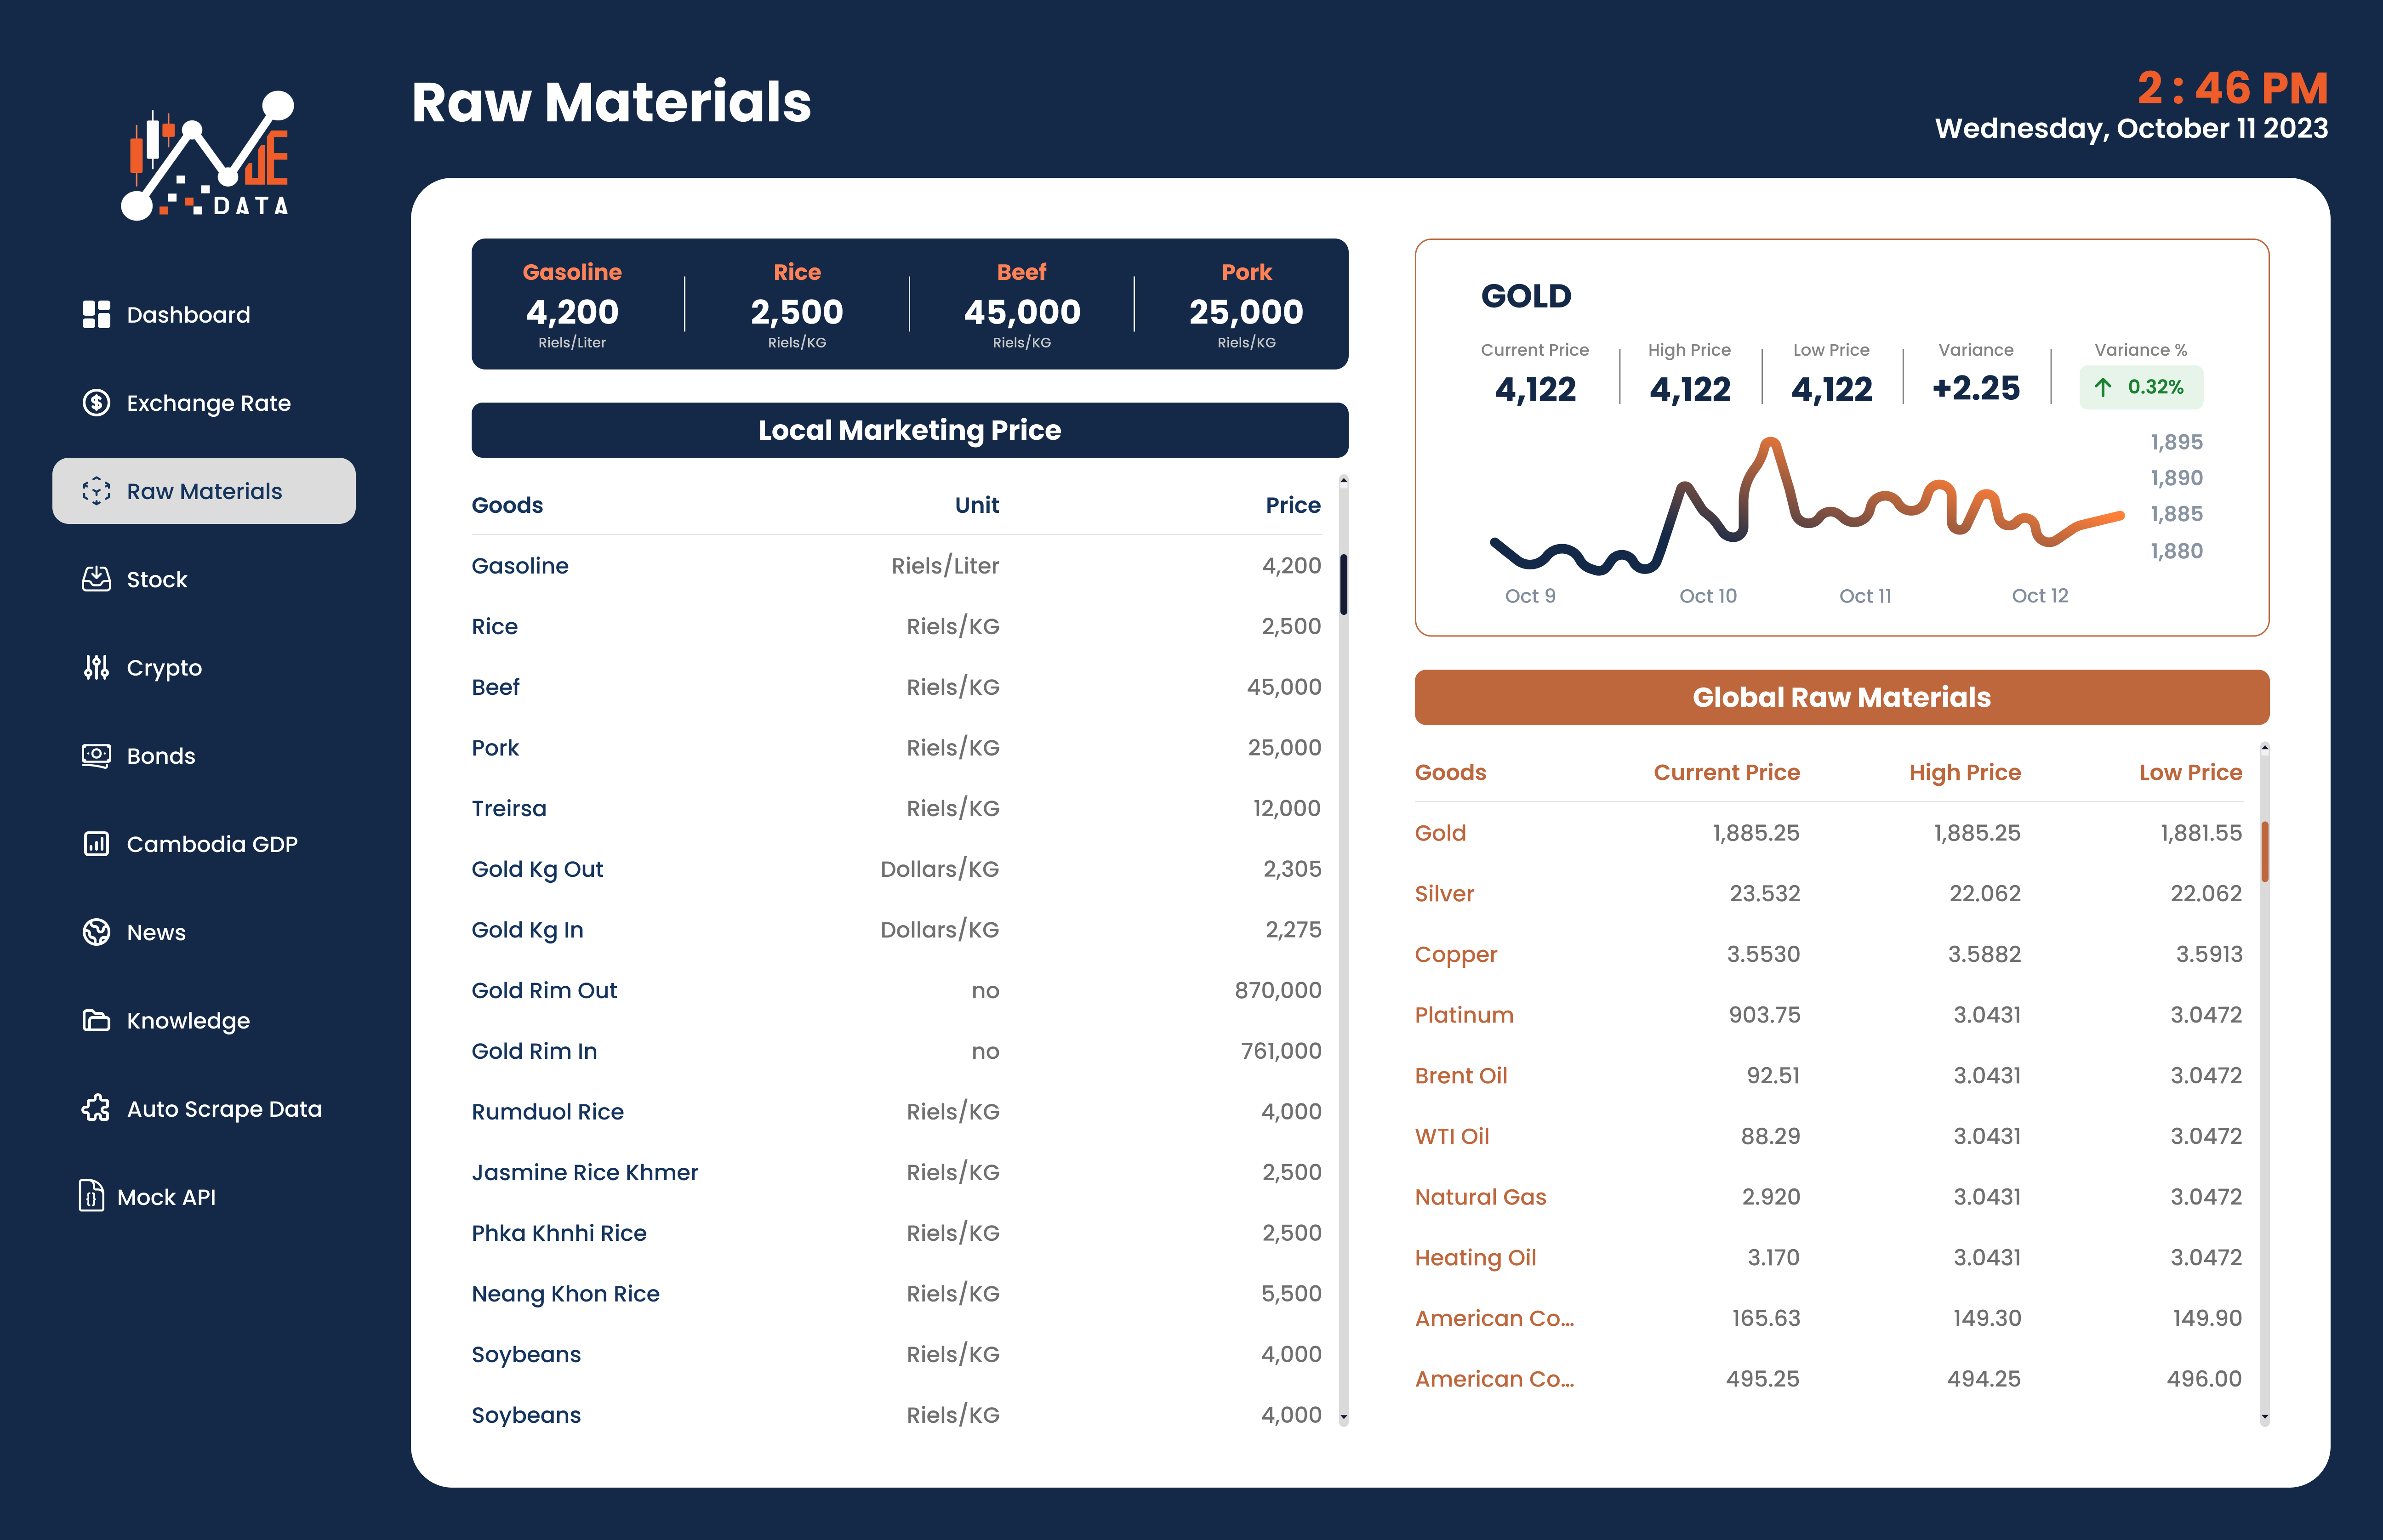 JE
DATA
Dashboard
Exchange Rate
Raw Materials
Stock
Crypto
Bonds
Cambodia GDP
News
Knowledge
Auto Scrape Data
{} Mock API
Raw Materials
2 : 46 PM
Wednesday, October 11 2023
Gasoline Rice Beef Pork
4,200 2,500 45,000 25,000
Riels/Liter Riels/KG Riels/KG Riels/KG
Local Marketing Price
Goods Unit Price
Gasoline Riels/Liter 4,200
Rice Riels/KG 2,500
Beef Riels/KG 45,000
Pork Riels/KG 25,000
Treirsa Riels/KG 12,000
Gold Kg Out Dollars/KG 2,305
Gold Kg In Dollars/KG 2,275
Gold Rim Out no 870,000
Gold Rim In no 761,000
Rumduol Rice Riels/KG 4,000
Jasmine Rice Khmer Riels/KG 2,500
Phka Khnhi Rice Riels/KG 2,500
Neang Khon Rice Riels/KG 5,500
Soybeans Riels/KG 4,000
Soybeans Riels/KG 4,000
GOLD
Current Price High Price Low Price Variance Variance %
4,122 4,122 4,122 +2.25 0.32%
1,895
1,890
1,885
1,880
Oct 9 Oct 10 Oct 11 Oct 12
Global Raw Materials
Goods Current Price High Price Low Price
Gold 1,885.25 1,885.25 1,881.55
Silver 23.532 22.062 22.062
Copper 3.5530 3.5882 3.5913
Platinum 903.75 3.0431 3.0472
Brent Oil 92.51 3.0431 3.0472
WTI Oil 88.29 3.0431 3.0472
Natural Gas 2.920 3.0431 3.0472
Heating Oil 3.170 3.0431 3.0472
American Co... 165.63 149.30 149.90
American Co... 495.25 494.25 496.00